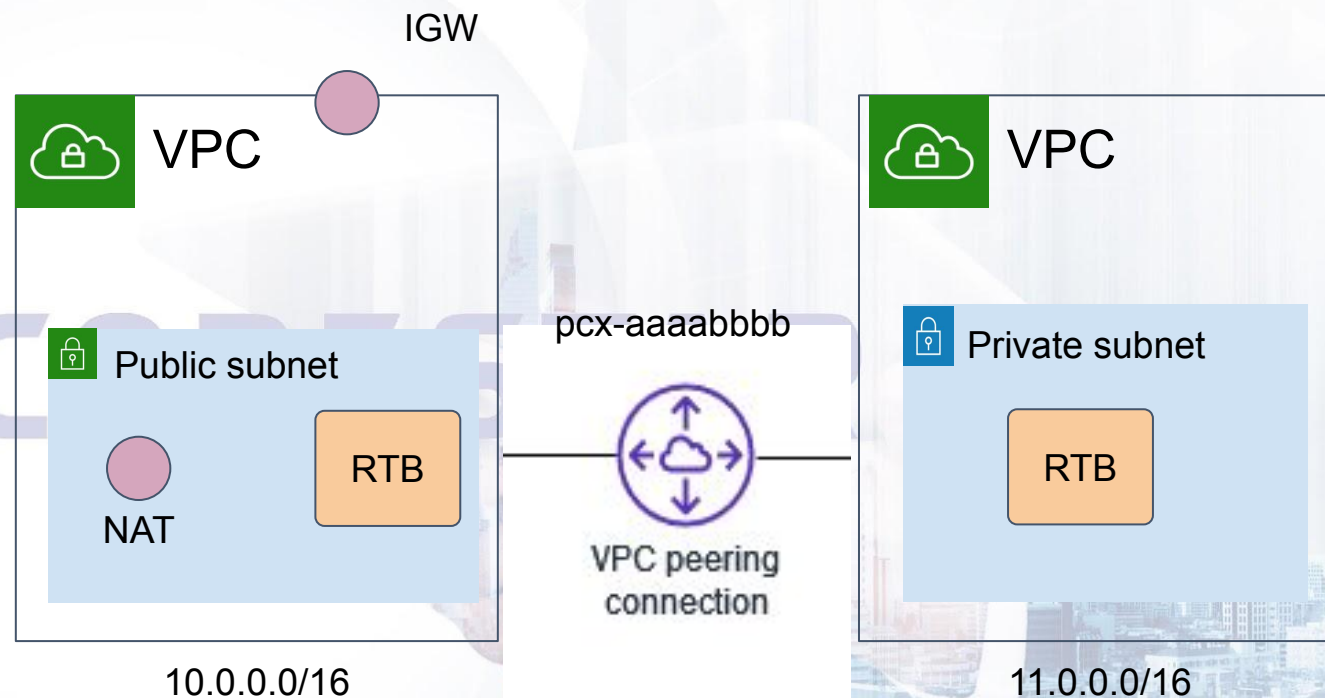 IGW
VPC
VPC
pcx-aaaabbbb
Public subnet
Private subnet
RTB
RTB
NAT
VPC peering
connection
10.0.0.0/16
11.0.0.0/16